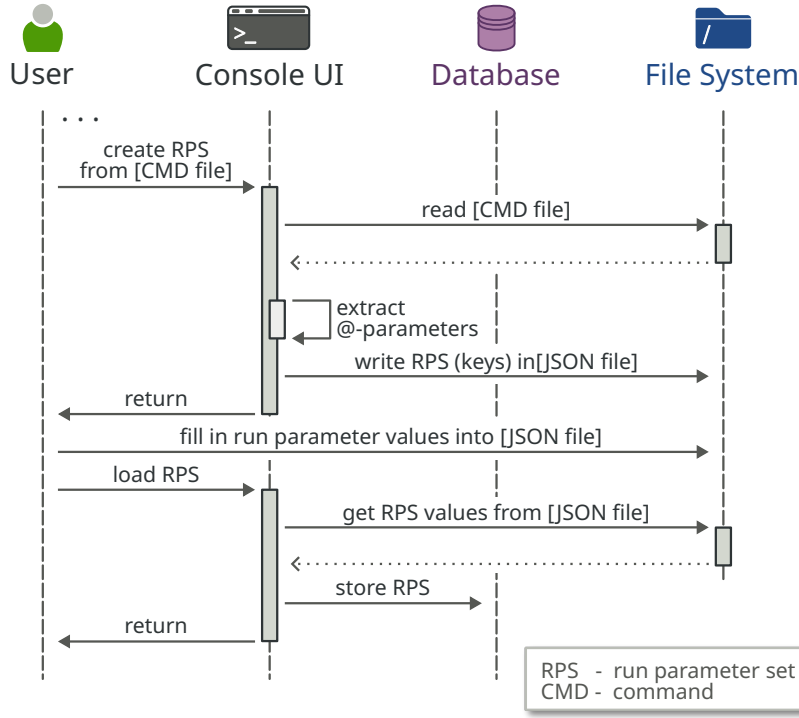 >_
/
User
Console UI
Database
File System
...
create RPS
from [CMD file]
read [CMD file]
extract
@-parameters
write RPS (keys) in[JSON file]
return
fill in run parameter values into [JSON file]
load RPS
get RPS values from [JSON file]
store RPS
return
RPS - run parameter set
CMD - command